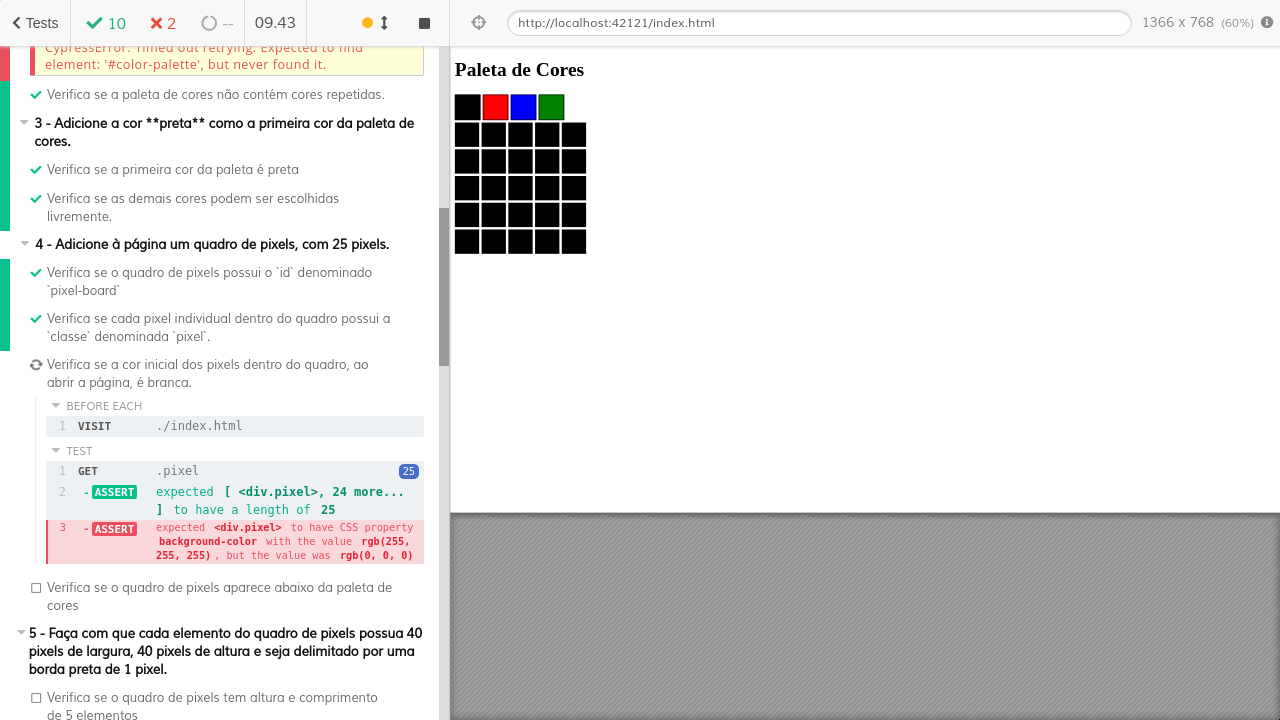 Tests
10
2
--
09.43
http://localhost:42121/index.html
1366 x 768 (60%)
CypressError: Timed out retrying: Expected to find
element: '#color-palette', but never found it.
Verifica se a paleta de cores não contém cores repetidas.
3 - Adicione a cor **preta** como a primeira cor da paleta de
cores.
Verifica se a primeira cor da paleta é preta
Verifica se as demais cores podem ser escolhidas
livremente.
4 - Adicione à página um quadro de pixels, com 25 pixels.
Verifica se o quadro de pixels possui o `id` denominado
`pixel-board`
Verifica se cada pixel individual dentro do quadro possui a
`classe` denominada `pixel`.
Verifica se a cor inicial dos pixels dentro do quadro, ao
abrir a página, é branca.
BEFORE EACH
1 VISIT ./index.html
TEST
1 GET .pixel 25
2 - ASSERT expected [ <div.pixel>, 24 more...
] to have a length of 25
3 - ASSERT expected <div.pixel> to have CSS property
background-color with the value rgb(255,
255, 255) , but the value was rgb(0, 0, 0)
Verifica se o quadro de pixels aparece abaixo da paleta de
cores
5 - Faça com que cada elemento do quadro de pixels possua 40
pixels de largura, 40 pixels de altura e seja delimitado por uma
borda preta de 1 pixel.
Verifica se o quadro de pixels tem altura e comprimento
de 5 elementos
Paleta de Cores